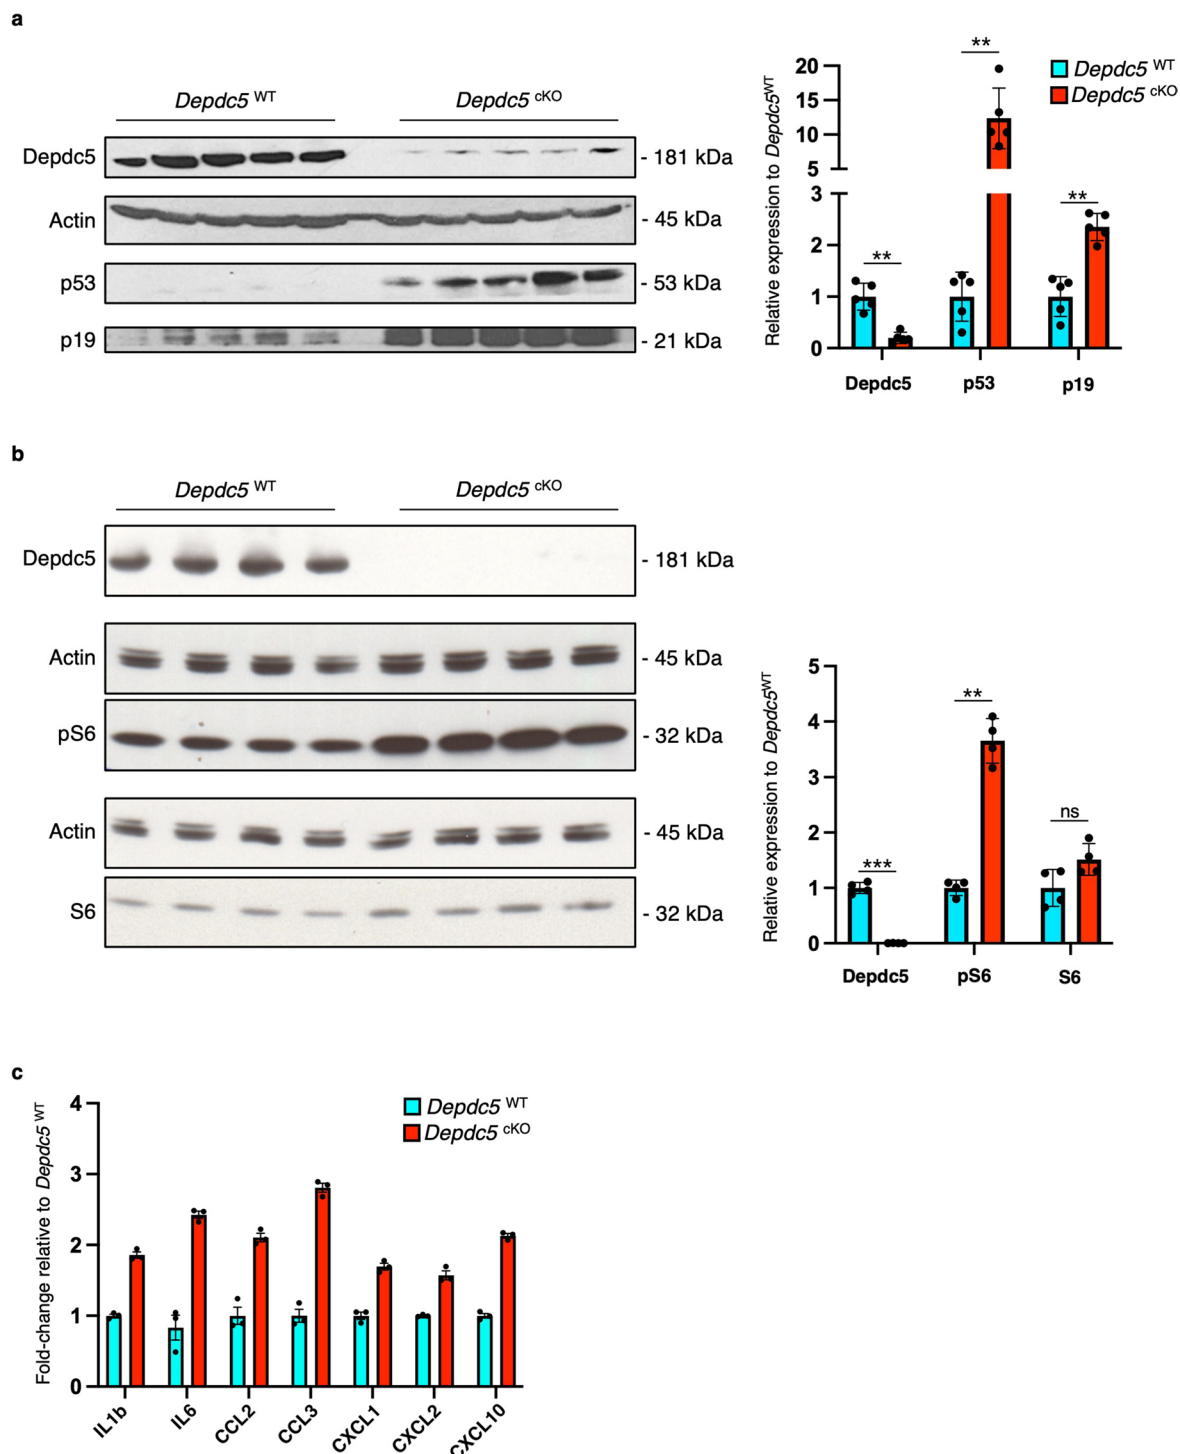 a
Depdc5 WT
Depdc5 cKO
Depdc5
- 181 kDa
Actin
- 45 kDa
p53
- 53 kDa
p19
- 21 kDa
Relative expression to Depdc5WT
20
15
10
5
3
2
1
0
**
**
**
Depdc5
p53
p19
Depdc5 WT
Depdc5 cKO
b
Depdc5 WT
Depdc5 cKO
Depdc5
- 181 kDa
Actin
- 45 kDa
pS6
- 32 kDa
Actin
- 45 kDa
S6
- 32 kDa
Relative expression to Depdc5WT
5
4
3
2
1
0
***
**
ns
Depdc5
pS6
S6
c
Fold-change relative to Depdc5 WT
4
3
2
1
0
Depdc5 WT
Depdc5 cKO
IL1b
IL6
CCL2
CCL3
CXCL1
CXCL2
CXCL10